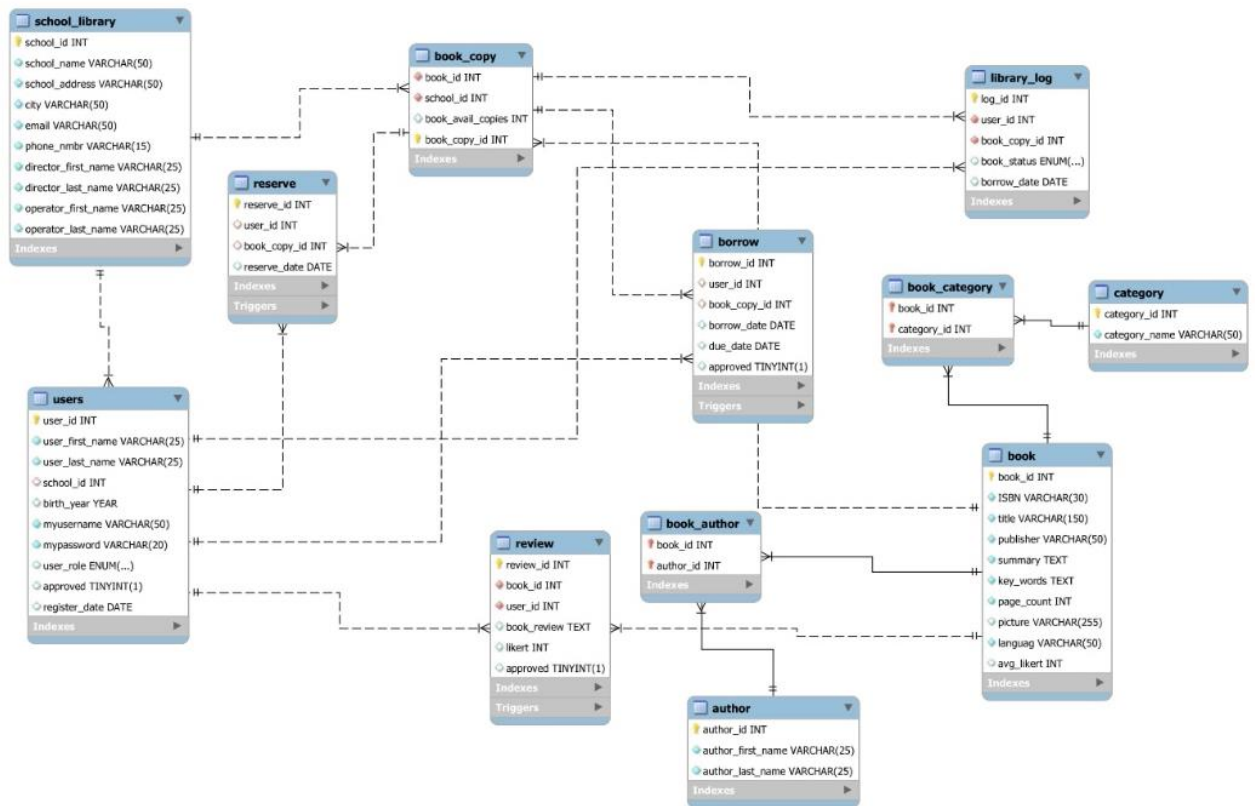 school_library
school_id INT
school_name VARCHAR(50)
school_address VARCHAR(50)
city VARCHAR(50)
email VARCHAR(50)
phone_nmbr VARCHAR(15)
director_first_name VARCHAR(25)
director_last_name VARCHAR(25)
operator_first_name VARCHAR(25)
operator_last_name VARCHAR(25)
Indexes
book_copy
book_id INT
school_id INT
book_avail_copies INT
book_copy_id INT
Indexes
library_log
log_id INT
user_id INT
book_copy_id INT
book_status ENUM(...)
borrow_date DATE
Indexes
reserve
reserve_id INT
user_id INT
book_copy_id INT
reserve_date DATE
Indexes
Triggers
borrow
borrow_id INT
user_id INT
book_copy_id INT
borrow_date DATE
due_date DATE
approved TINYINT(1)
Indexes
Triggers
book_category
book_id INT
category_id INT
Indexes
category
category_id INT
category_name VARCHAR(50)
Indexes
users
user_id INT
user_first_name VARCHAR(25)
user_last_name VARCHAR(25)
school_id INT
birth_year YEAR
myusername VARCHAR(50)
mypassword VARCHAR(20)
user_role ENUM(...)
approved TINYINT(1)
register_date DATE
Indexes
review
review_id INT
book_id INT
user_id INT
book_review TEXT
likert INT
approved TINYINT(1)
Indexes
Triggers
book_author
book_id INT
author_id INT
Indexes
book
book_id INT
ISBN VARCHAR(30)
title VARCHAR(150)
publisher VARCHAR(50)
summary TEXT
key_words TEXT
page_count INT
picture VARCHAR(255)
languag VARCHAR(50)
avg_likert INT
Indexes
author
author_id INT
author_first_name VARCHAR(25)
author_last_name VARCHAR(25)
Indexes